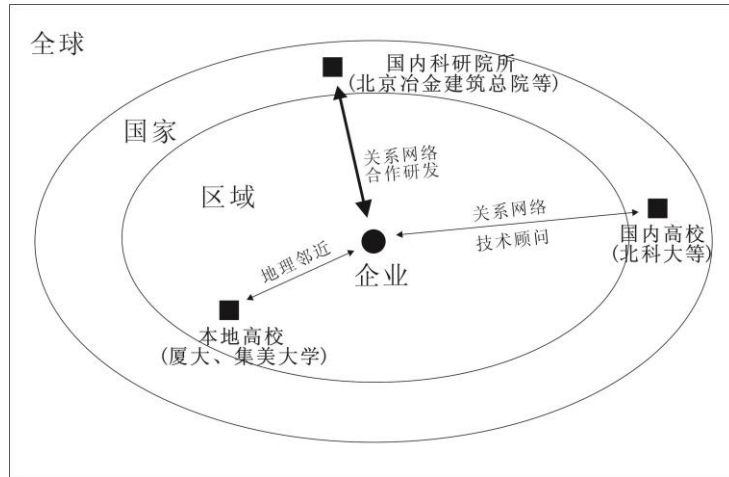 全球
国内科研院所
(北京冶金建筑总院等)
国家
关系网络
合作研发
区域
关系网络
技术顾问
国内高校
(北科大等)
地理邻近
企业
本地高校
(厦大、集美大学)